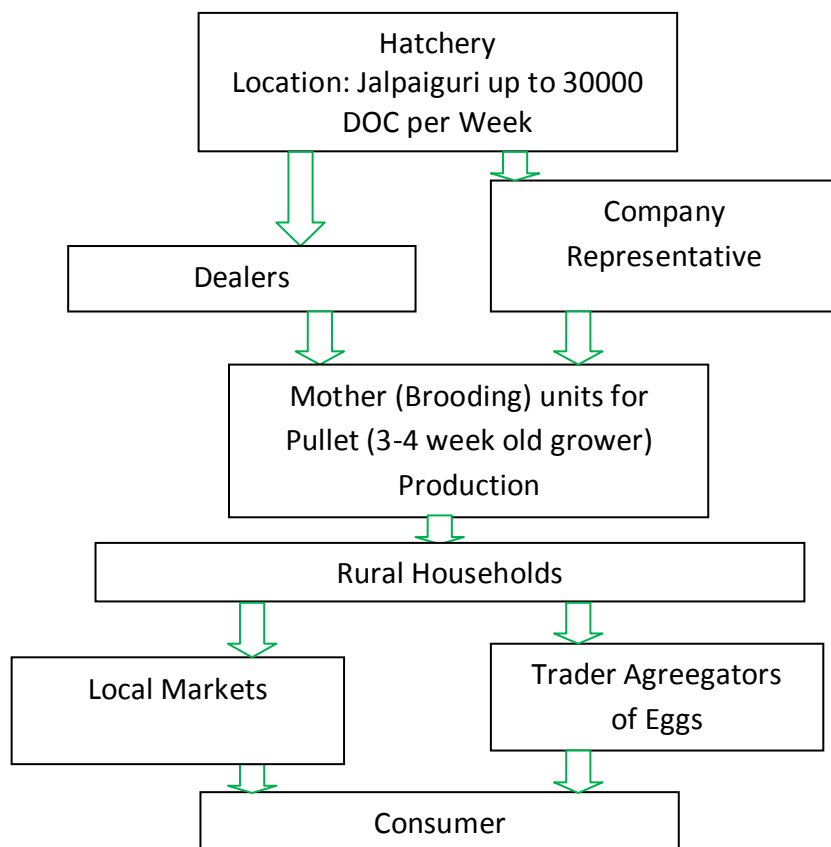 Hatchery
Location: Jalpaiguri up to 30000
DOC per Week
Company
Representative
Dealers
Mother (Brooding) units for
Pullet (3-4 week old grower)
Production
Rural Households
Local Markets
Trader Agreegators
of Eggs
Consumer